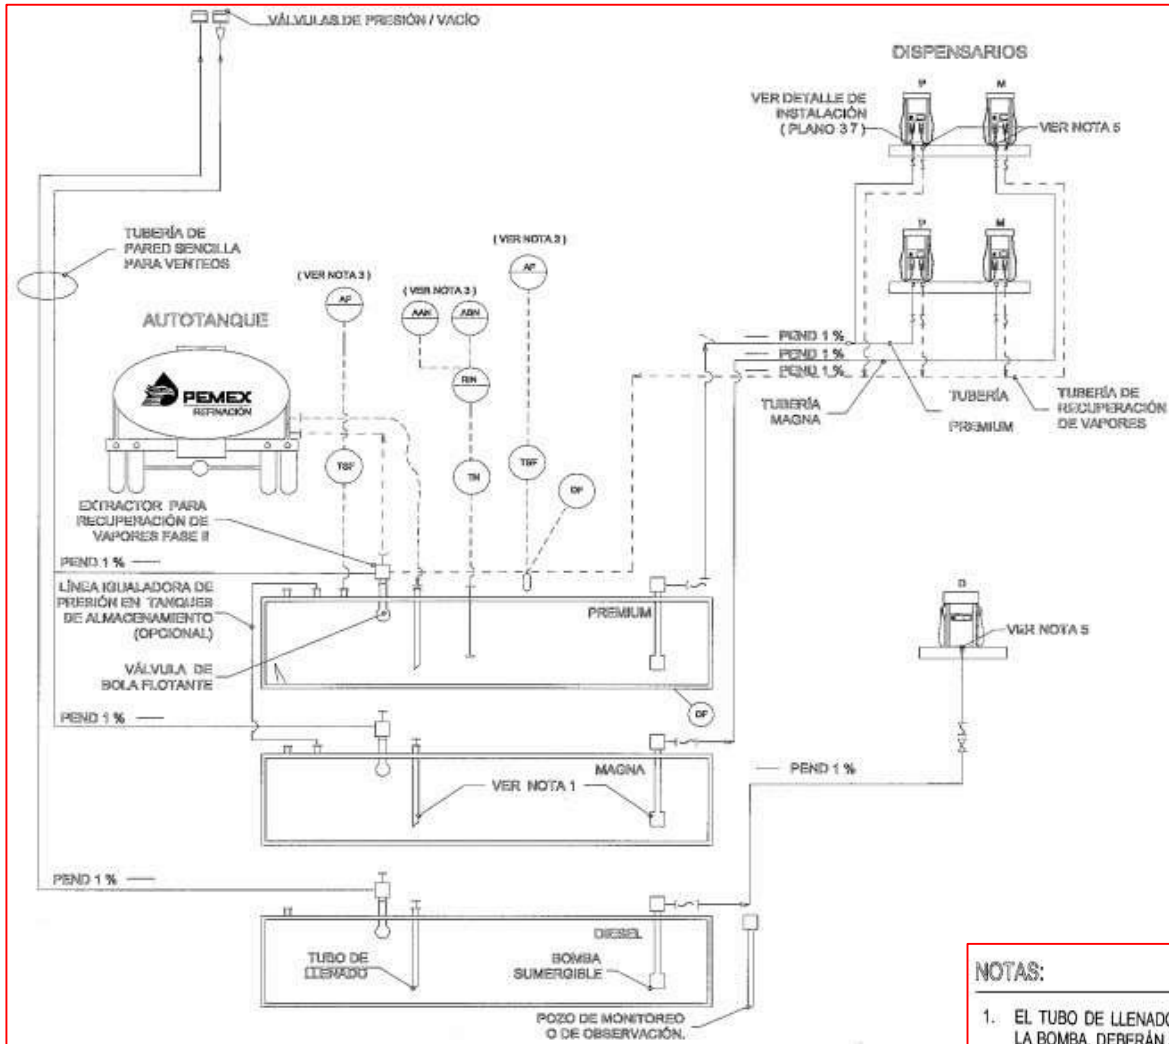 VÁLVULAS DE PRESIÓN / VACÍO
DISPENSARIOS
P
M
VER DETALLE DE
INSTALACIÓN
( PLANO 3 7 )
VER NOTA 5
P
M
TUBERÍA DE
PARED SENCILLA
PARA VENTEOS
( VER NOTA 3 )
AF
( VER NOTA 3 )
AAN
ABN
( VER NOTA 3 )
AF
AUTOTANQUE
PEMEX
REFINACIÓN
RIN
TSF
TN
TSF
DF
PEND 1 %
PEND 1 %
PEND 1 %
TUBERÍA
MAGNA
TUBERÍA
PREMIUM
TUBERÍA DE
RECUPERACIÓN
DE VAPORES
EXTRACTOR PARA
RECUPERACIÓN DE
VAPORES FASE II
PEND 1 %
LÍNEA IGUALADORA DE
PRESIÓN EN TANQUES
DE ALMACENAMIENTO
(OPCIONAL)
VÁLVULA DE
BOLA FLOTANTE
PREMIUM
DF
D
VER NOTA 5
PEND 1 %
MAGNA
VER NOTA 1
PEND 1 %
PEND 1 %
DIESEL
TUBO DE
LLENADO
BOMBA
SUMERGIBLE
POZO DE MONITOREO
O DE OBSERVACIÓN.
NOTAS:
1. EL TUBO DE LLENADO
LA BOMBA, DEBERÁN